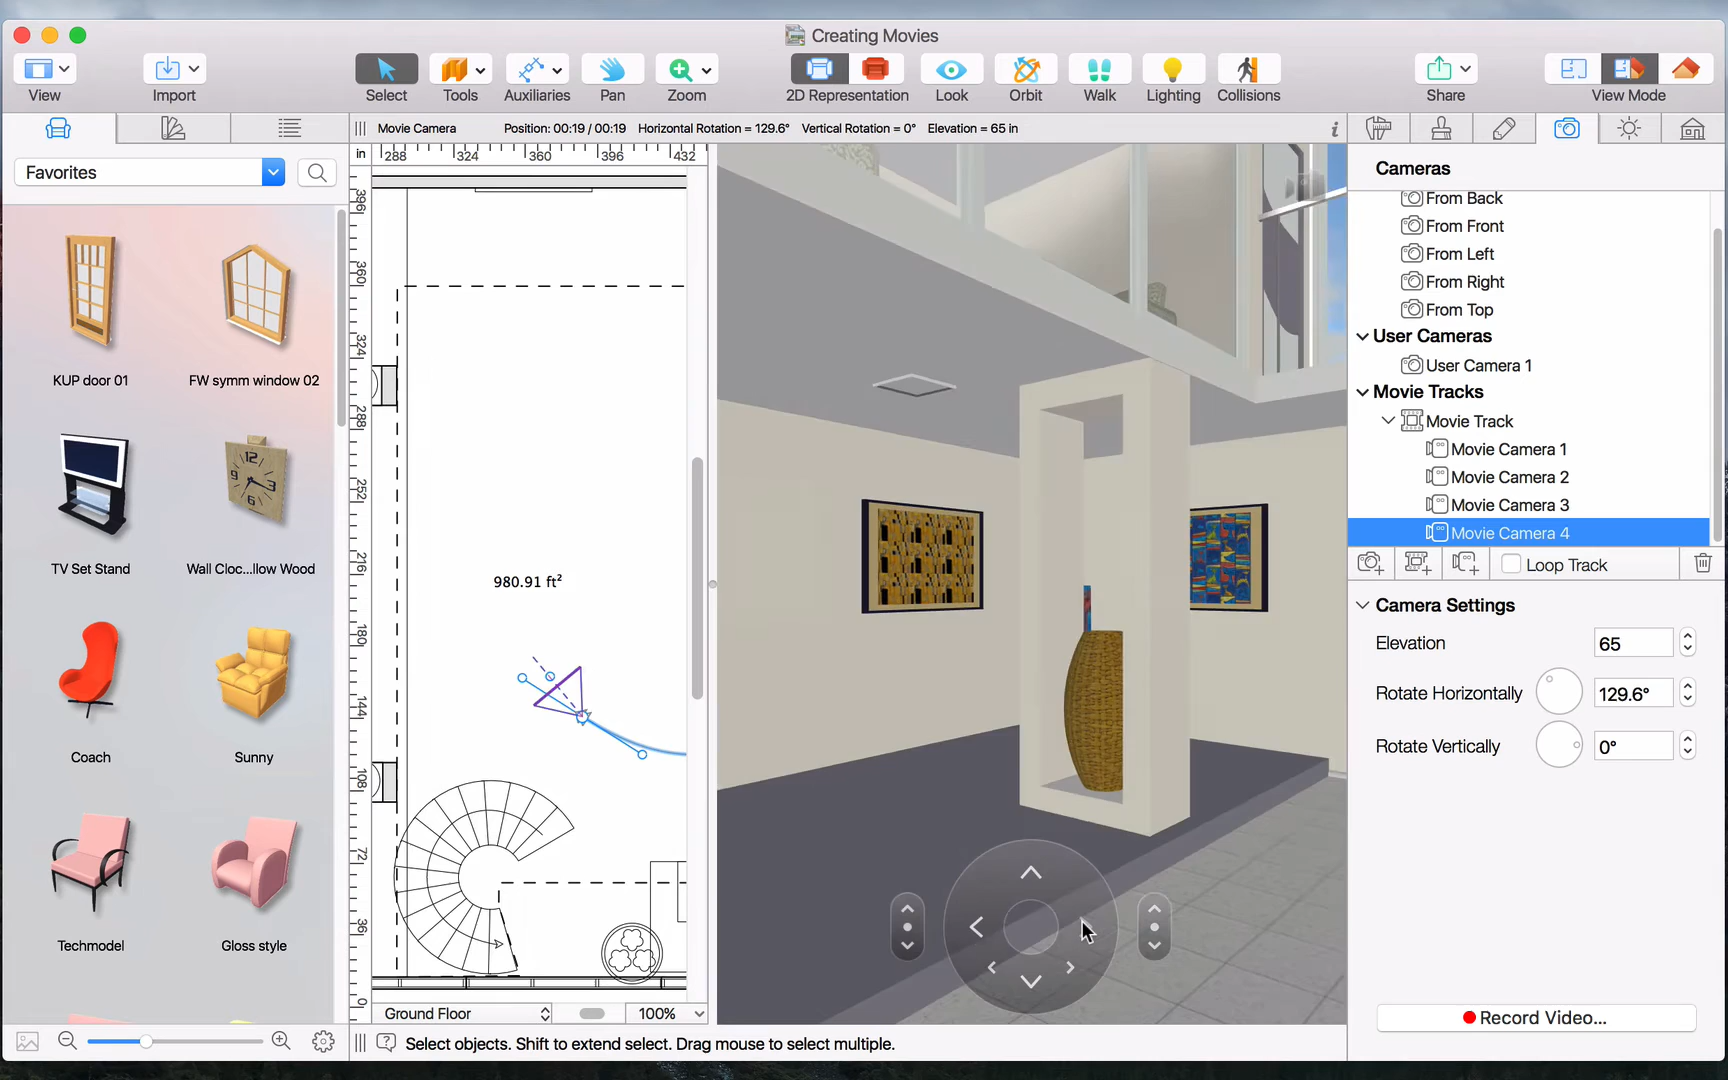 Creating Movies
View
Import
Select
Tools
Auxiliaries
Pan
Zoom
2D Representation
Look
Orbit
Walk
Lighting
Collisions
Share
View Mode
Movie Camera
Position: 00:19 / 00:19
Horizontal Rotation = 129.6°
Vertical Rotation = 0°
Elevation = 65 in
Favorites
KUP door 01
FW symm window 02
TV Set Stand
Wall Cloc...llow Wood
Coach
Sunny
Techmodel
Gloss style
in
288
324
360
396
432
396
360
324
288
252
216
180
144
108
72
36
0
980.91 ft²
Ground Floor
100%
Select objects. Shift to extend select. Drag mouse to select multiple.
Cameras
From Back
From Front
From Left
From Right
From Top
User Cameras
User Camera 1
Movie Tracks
Movie Track
Movie Camera 1
Movie Camera 2
Movie Camera 3
Movie Camera 4
Loop Track
Camera Settings
Elevation
65
Rotate Horizontally
129.6°
Rotate Vertically
0°
Record Video...